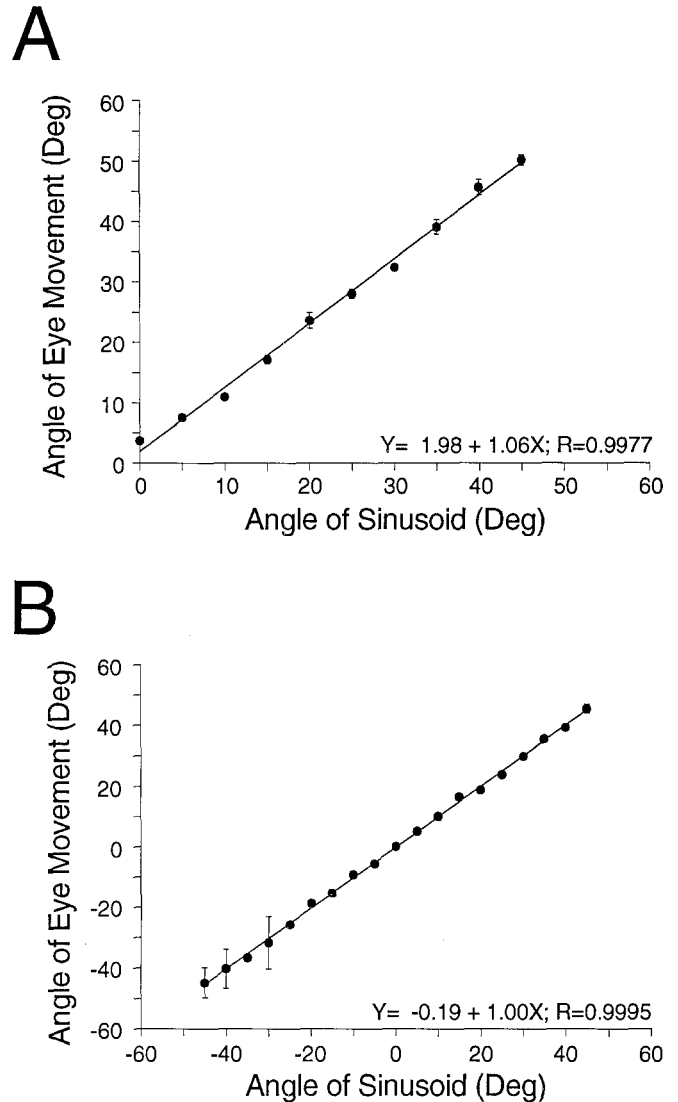 A
Angle of Eye Movement (Deg)
60
50
40
30
20
10
0
Y= 1.98 + 1.06X; R=0.9977
0 10 20 30 40 50 60
Angle of Sinusoid (Deg)
B
Angle of Eye Movement (Deg)
60
40
20
0
-20
-40
-60
Y= -0.19 + 1.00X; R=0.9995
-60 -40 -20 0 20 40 60
Angle of Sinusoid (Deg)